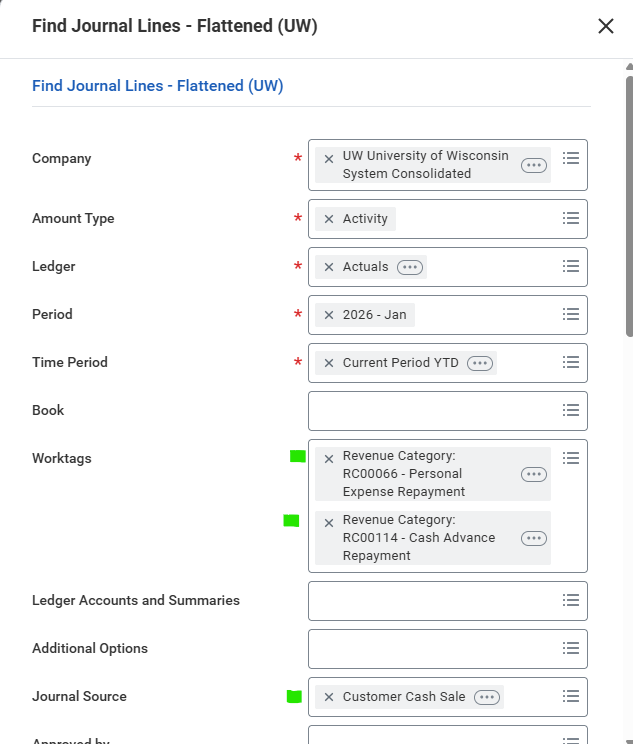 Find Journal Lines - Flattened (UW)
Find Journal Lines - Flattened (UW)
Company * × UW University of Wisconsin
System Consolidated
Amount Type * × Activity
Ledger * × Actuals
Period * × 2026 - Jan
Time Period * × Current Period YTD
Book
Worktags × Revenue Category:
RC00066 - Personal
Expense Repayment
× Revenue Category:
RC00114 - Cash Advance
Repayment
Ledger Accounts and Summaries
Additional Options
Journal Source × Customer Cash Sale
Approved by